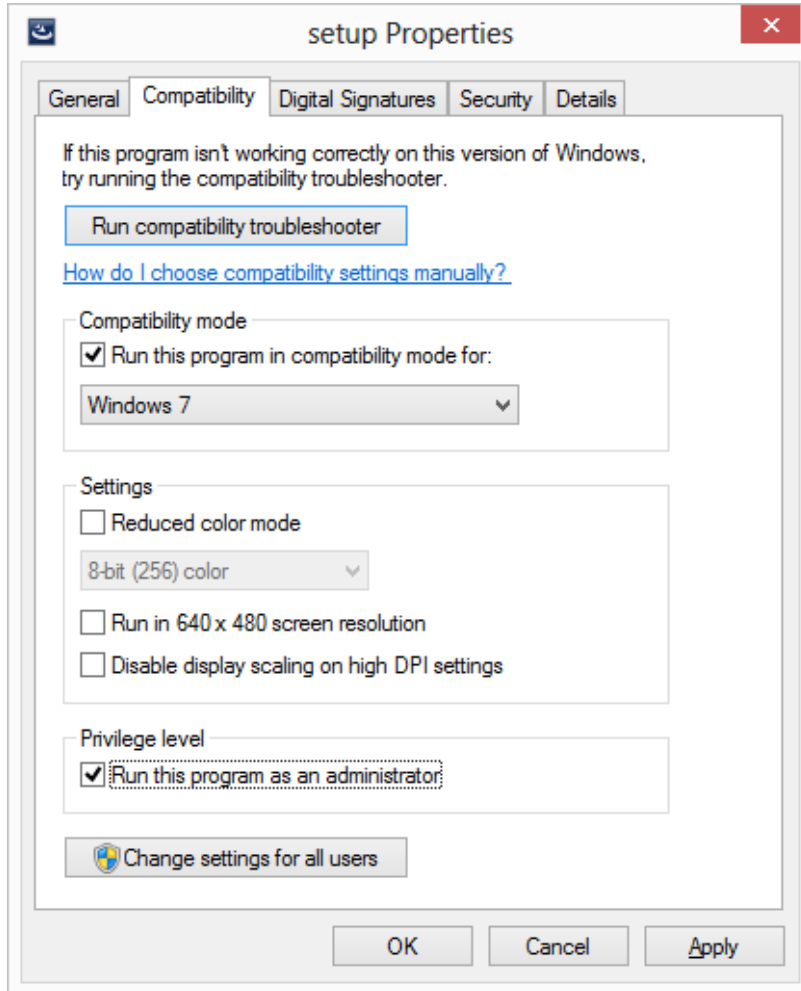 setup Properties
General Compatibility Digital Signatures Security Details
If this program isn't working correctly on this version of Windows,
try running the compatibility troubleshooter.
Run compatibility troubleshooter
How do I choose compatibility settings manually?
Compatibility mode
Run this program in compatibility mode for:
Windows 7
Settings
Reduced color mode
8-bit (256) color
Run in 640 x 480 screen resolution
Disable display scaling on high DPI settings
Privilege level
Run this program as an administrator
Change settings for all users
OK Cancel Apply